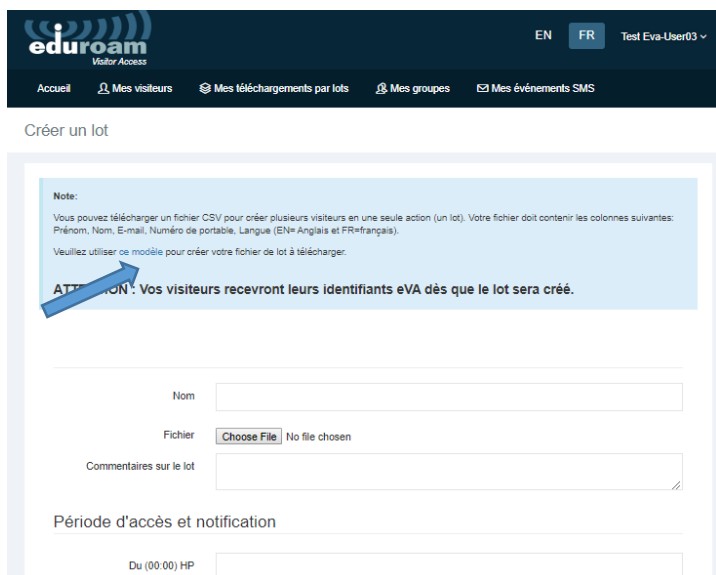 eduroam
Visitor Access
EN FR Test Eva-User03
Accueil Mes visiteurs Mes téléchargements par lots Mes groupes Mes événements SMS
Créer un lot
Note:
Vous pouvez télécharger un fichier CSV pour créer plusieurs visiteurs en une seule action (un lot). Votre fichier doit contenir les colonnes suivantes:
Prénom, Nom, E-mail, Numéro de portable, Langue (EN= Anglais et FR=français).
Veuillez utiliser ce modèle pour créer votre fichier de lot à télécharger.
: Vos visiteurs recevront leurs identifiants eVA dès que le lot sera créé.
Nom
Fichier Choose File No file chosen
Commentaires sur le lot
Période d'accès et notification
Du (00:00) HP